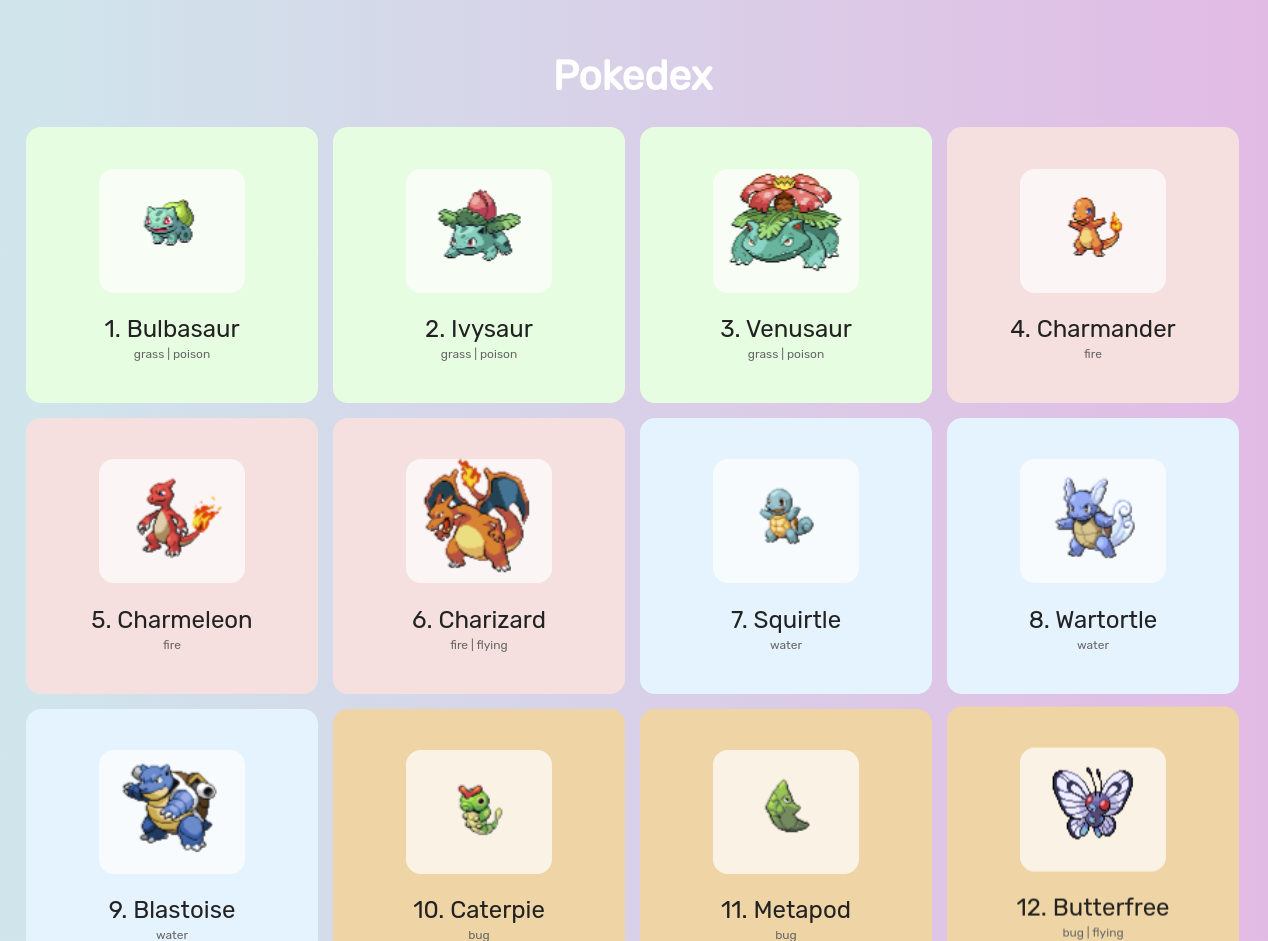 Pokedex
1. Bulbasaur
grass | poison
2. Ivysaur
grass | poison
3. Venusaur
grass | poison
4. Charmander
fire
5. Charmeleon
fire
6. Charizard
fire | flying
7. Squirtle
water
8. Wartortle
water
9. Blastoise
water
10. Caterpie
bug
11. Metapod
bug
12. Butterfree
bug | flying